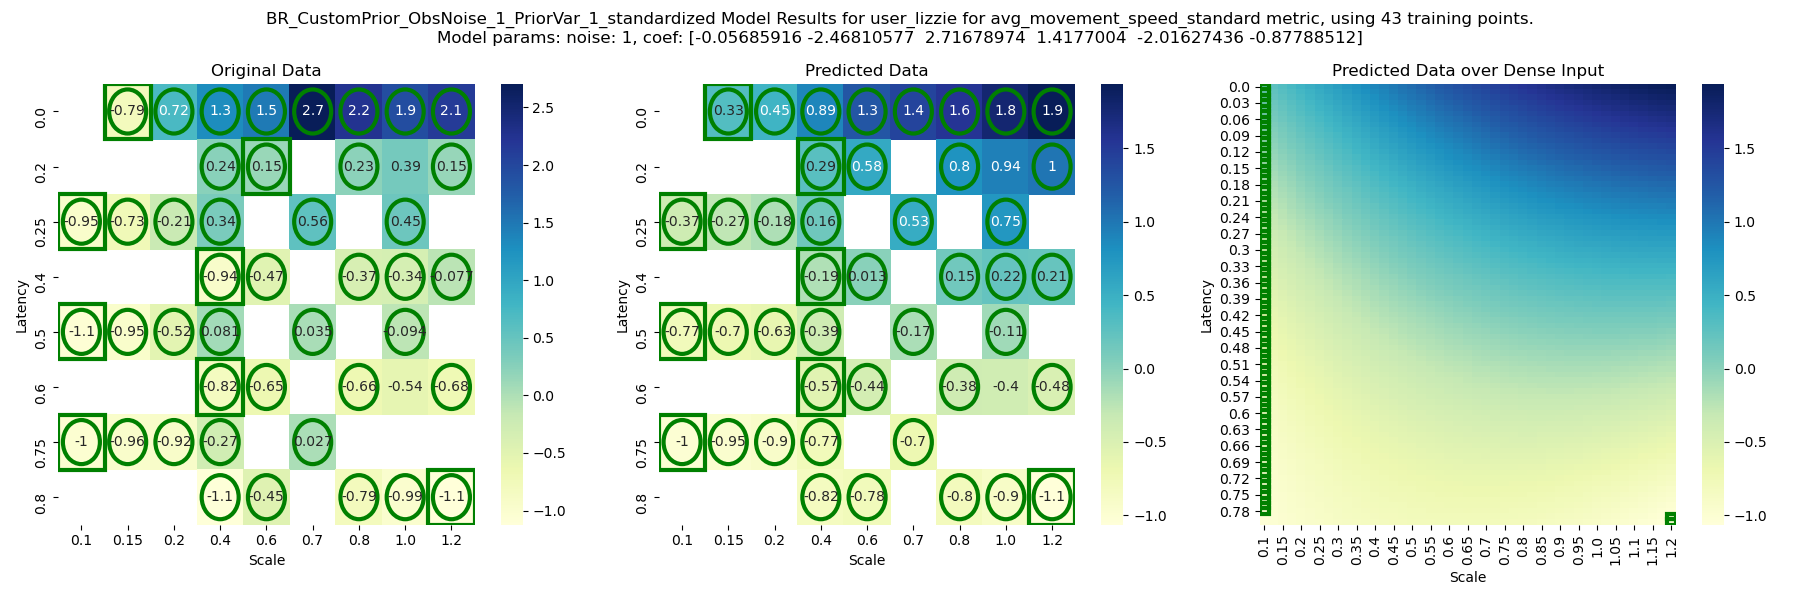 BR_CustomPrior_ObsNoise_1_PriorVar_1_standardized Model Results for user_lizzie for avg_movement_speed_standard metric, using 43 training points.
Model params: noise: 1, coef: [-0.05685916 -2.46810577  2.71678974  1.4177004  -2.01627436 -0.87788512]
Original Data
Latency
0.0 -0.79 0.72 1.3 1.5 2.7 2.2 1.9 2.1
0.2 0.24 0.15 0.23 0.39 0.15
0.25 -0.95 -0.73 -0.21 0.34 0.56 0.45
0.4 -0.94 -0.47 -0.37 -0.34 -0.077
0.5 -1.1 -0.95 -0.52 0.081 0.035 -0.094
0.6 -0.82 -0.65 -0.66 -0.54 -0.68
0.75 -1 -0.96 -0.92 -0.27 0.027
0.8 -1.1 -0.45 -0.79 -0.99 -1.1
0.1 0.15 0.2 0.4 0.6 0.7 0.8 1.0 1.2
Scale
2.5
2.0
1.5
1.0
0.5
0.0
−0.5
−1.0
Predicted Data
Latency
0.0 0.33 0.45 0.89 1.3 1.4 1.6 1.8 1.9
0.2 0.29 0.58 0.8 0.94 1
0.25 -0.37 -0.27 -0.18 0.16 0.53 0.75
0.4 -0.19 0.013 0.15 0.22 0.21
0.5 -0.77 -0.7 -0.63 -0.39 -0.17 -0.11
0.6 -0.57 -0.44 -0.38 -0.4 -0.48
0.75 -1 -0.95 -0.9 -0.77 -0.7
0.8 -0.82 -0.78 -0.8 -0.9 -1.1
0.1 0.15 0.2 0.4 0.6 0.7 0.8 1.0 1.2
Scale
1.5
1.0
0.5
0.0
−0.5
−1.0
Predicted Data over Dense Input
Latency
0.0
0.03
0.06
0.09
0.12
0.15
0.18
0.21
0.24
0.27
0.3
0.33
0.36
0.39
0.42
0.45
0.48
0.51
0.54
0.57
0.6
0.63
0.66
0.69
0.72
0.75
0.78
0.1 0.15 0.2 0.25 0.3 0.35 0.4 0.45 0.5 0.55 0.6 0.65 0.7 0.75 0.8 0.85 0.9 0.95 1.0 1.05 1.1 1.15 1.2
Scale
1.5
1.0
0.5
0.0
−0.5
−1.0